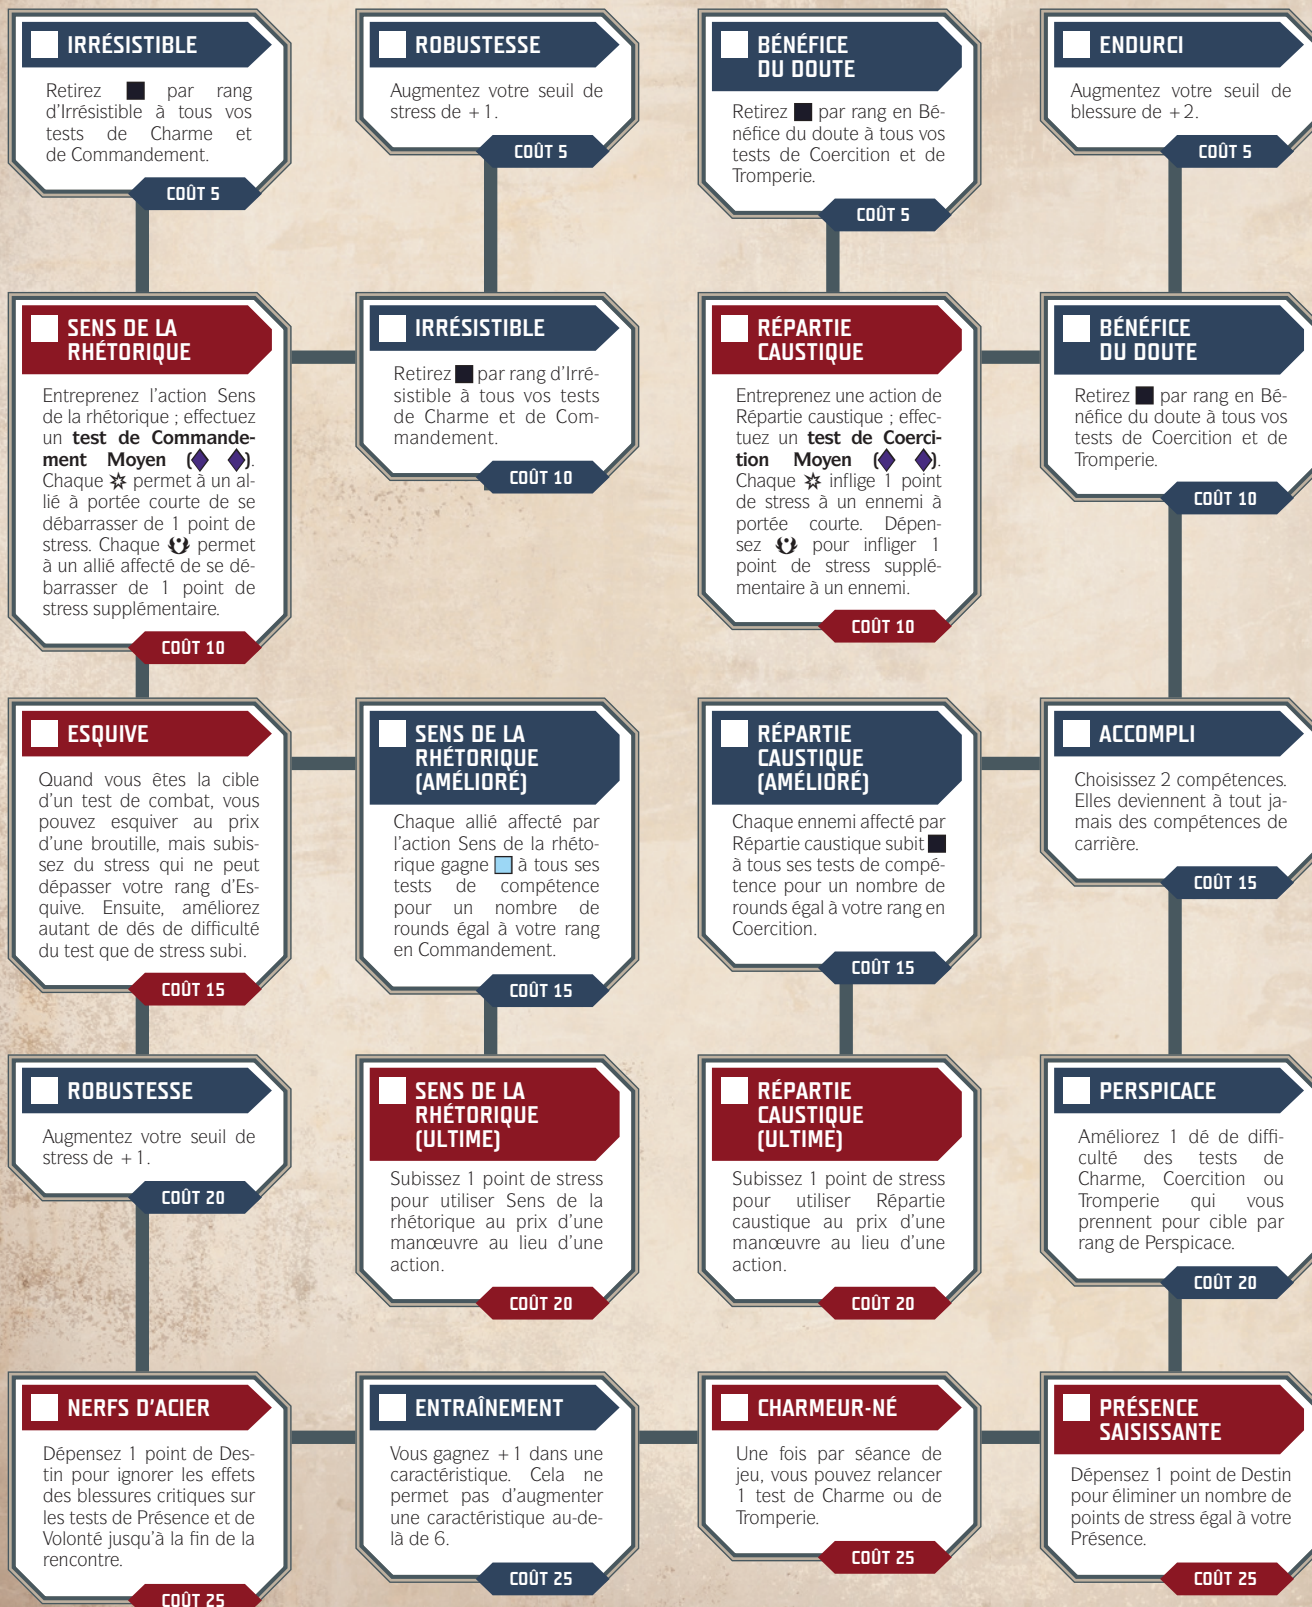 IRRÉSISTIBLE
Retirez par rang
d'Irrésistible à tous vos
tests de Charme et
de Commandement.
COÛT 5
ROBUSTESSE
Augmentez votre seuil de
stress de +1.
COÛT 5
BÉNÉFICE
DU DOUTE
Retirez par rang en Bé-
néfice du doute à tous vos
tests de Coercition et de
Tromperie.
COÛT 5
ENDURCI
Augmentez votre seuil de
blessure de +2.
COÛT 5
SENS DE LA
RHÉTORIQUE
Entreprenez l'action Sens
de la rhétorique ; effectuez
un test de Commande-
ment Moyen ( ).
Chaque permet à un al-
lié à portée courte de se
débarrasser de 1 point de
stress. Chaque permet
à un allié affecté de se dé-
barrasser de 1 point de
stress supplémentaire.
COÛT 10
IRRÉSISTIBLE
Retirez par rang d'Irré-
sistible à tous vos tests
de Charme et de Com-
mandement.
COÛT 10
RÉPARTIE
CAUSTIQUE
Entreprenez une action de
Répartie caustique ; effec-
tuez un test de Coerci-
tion Moyen ( ).
Chaque inflige 1 point
de stress à un ennemi à
portée courte. Dépen-
sez pour infliger 1
point de stress supplé-
mentaire à un ennemi.
COÛT 10
BÉNÉFICE
DU DOUTE
Retirez par rang en Bé-
néfice du doute à tous vos
tests de Coercition et de
Tromperie.
COÛT 10
ESQUIVE
Quand vous êtes la cible
d'un test de combat, vous
pouvez esquiver au prix
d'une broutille, mais subis-
sez du stress qui ne peut
dépasser votre rang d'Es-
quive. Ensuite, améliorez
autant de dés de difficulté
du test que de stress subi.
COÛT 15
SENS DE LA
RHÉTORIQUE
(AMÉLIORÉ)
Chaque allié affecté par
l'action Sens de la rhéto-
rique gagne à tous ses
tests de compétence
pour un nombre de
rounds égal à votre rang
en Commandement.
COÛT 15
RÉPARTIE
CAUSTIQUE
(AMÉLIORÉ)
Chaque ennemi affecté par
Répartie caustique subit
à tous ses tests de compé-
tence pour un nombre de
rounds égal à votre rang en
Coercition.
COÛT 15
ACCOMPLI
Choisissez 2 compétences.
Elles deviennent à tout ja-
mais des compétences de
carrière.
COÛT 15
ROBUSTESSE
Augmentez votre seuil de
stress de +1.
COÛT 20
SENS DE LA
RHÉTORIQUE
(ULTIME)
Subissez 1 point de stress
pour utiliser Sens de la
rhétorique au prix d'une
manœuvre au lieu d'une
action.
COÛT 20
RÉPARTIE
CAUSTIQUE
(ULTIME)
Subissez 1 point de stress
pour utiliser Répartie
caustique au prix d'une
manœuvre au lieu d'une
action.
COÛT 20
PERSPICACE
Améliorez 1 dé de diffi-
culté des tests de
Charme, Coercition ou
Tromperie qui vous
prennent pour cible par
rang de Perspicace.
COÛT 20
NERFS D'ACIER
Dépensez 1 point de Des-
tin pour ignorer les effets
des blessures critiques sur
les tests de Présence et de
Volonté jusqu'à la fin de la
rencontre.
COÛT 25
ENTRAÎNEMENT
Vous gagnez +1 dans une
caractéristique. Cela ne
permet pas d'augmenter
une caractéristique au-de-
là de 6.
COÛT 25
CHARMEUR-NÉ
Une fois par séance de
jeu, vous pouvez relancer
1 test de Charme ou de
Tromperie.
COÛT 25
PRÉSENCE
SAISISSANTE
Dépensez 1 point de Destin
pour éliminer un nombre de
points de stress égal à votre
Présence.
COÛT 25